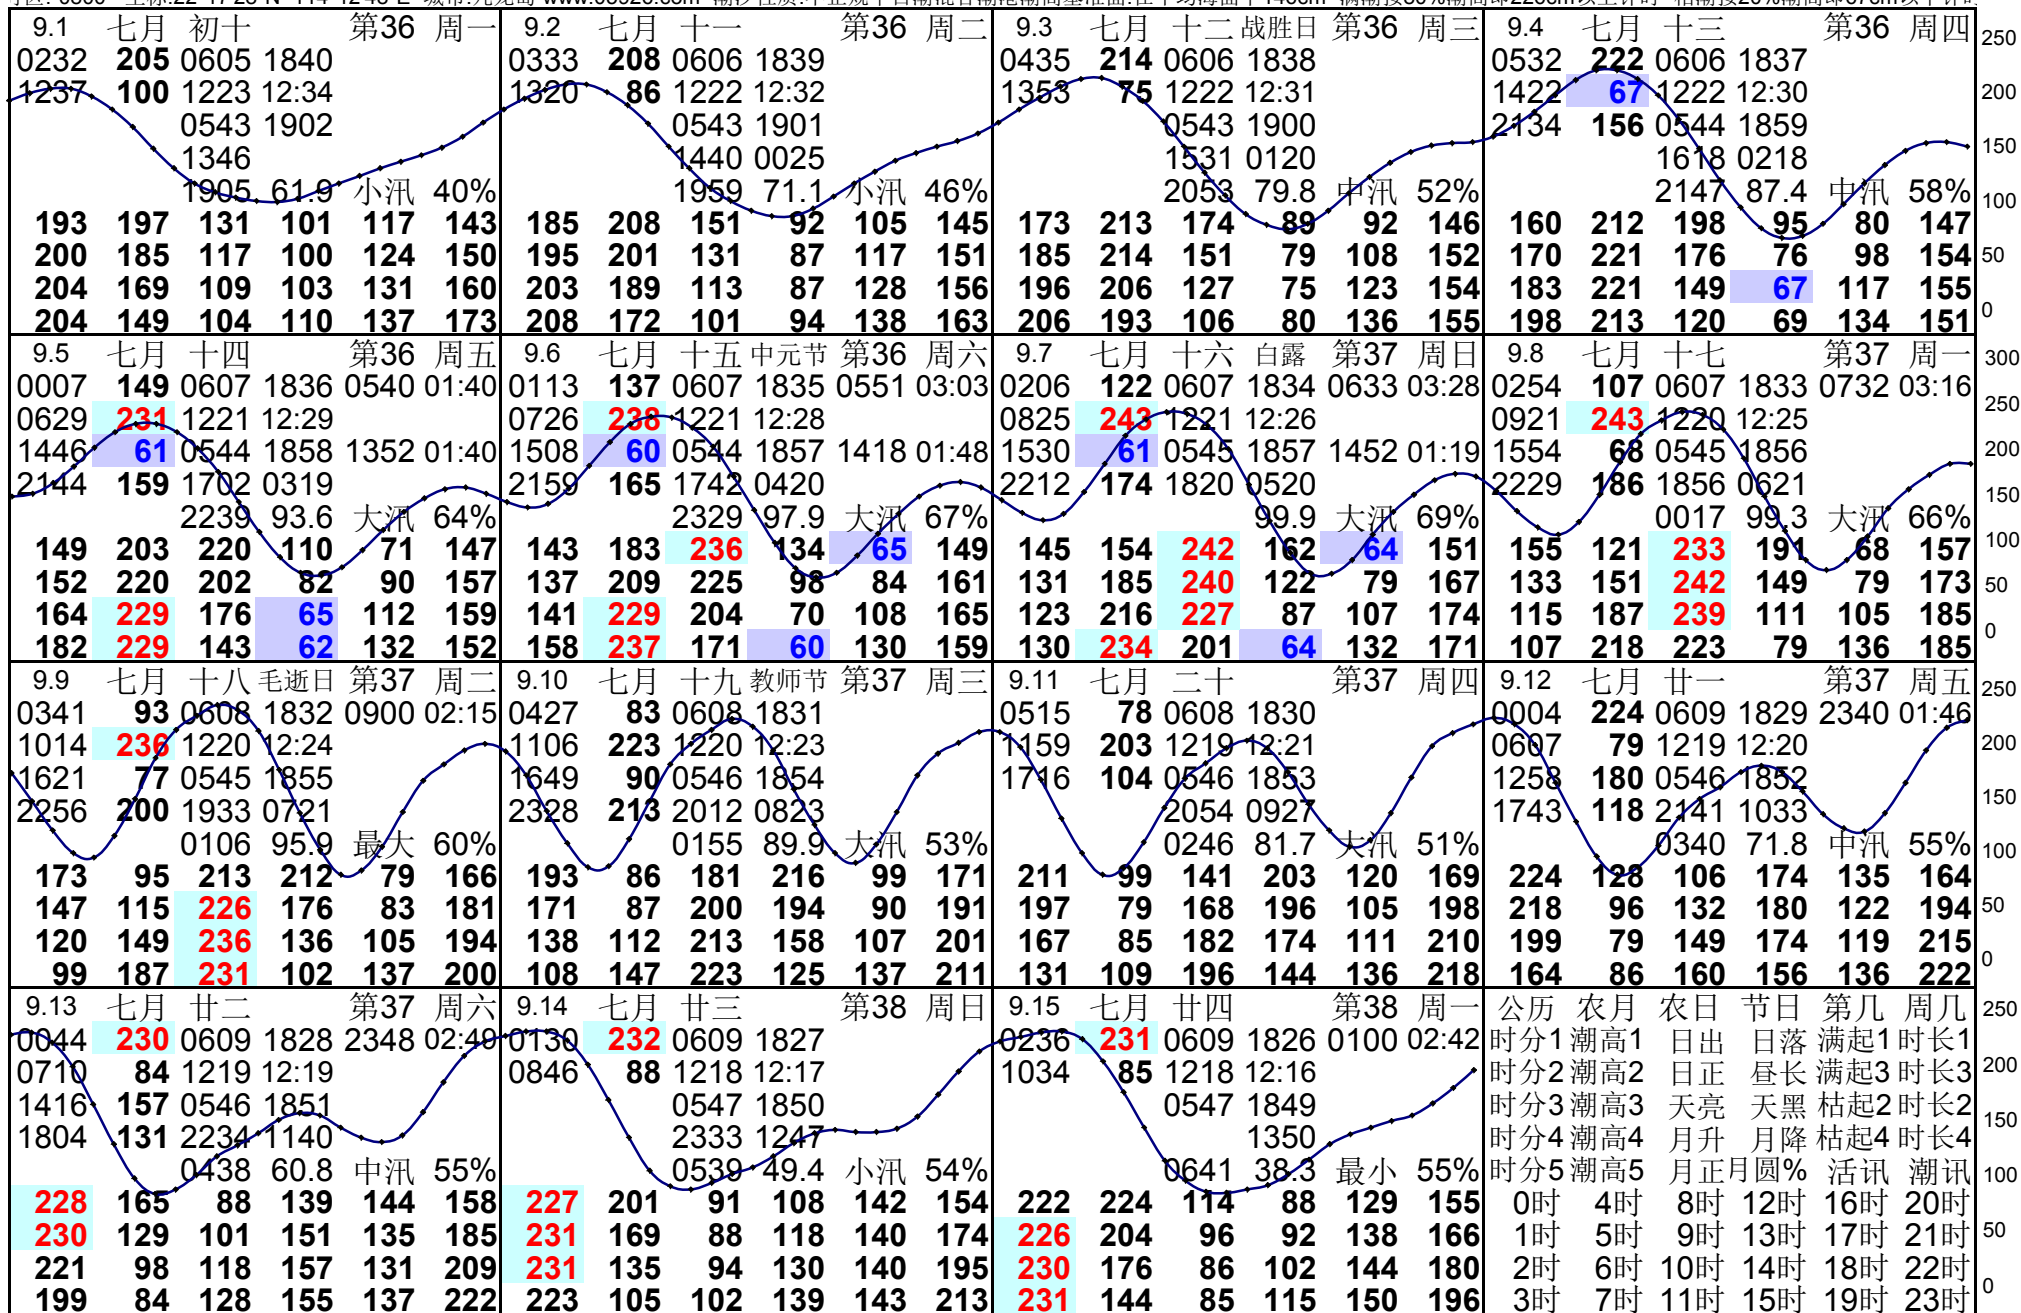 9.1 七月 初十 第36 周一 9.2 七月 十一 第36 周二 9.3 七月 十二 战胜日 第36 周三 9.4 七月 十三 第36 周四 250
0232 205 0605 1840 0333 208 0606 1839 0435 214 0606 1838 0532 222 0606 1837
1237 100 1223 12:34 1320 86 1222 12:32 1353 75 1222 12:31 1422 67 1222 12:30 200
0543 1902 0543 1901 0543 1900 2134 156 0544 1859
1346 1440 0025 1531 0120 1618 0218 150
1905 61.9 小汛 40% 1959 71.1 小汛 46% 2053 79.8 中汛 52% 2147 87.4 中汛 58% 100
193 197 131 101 117 143 185 208 151 92 105 145 173 213 174 89 92 146 160 212 198 95 80 147
200 185 117 100 124 150 195 201 131 87 117 151 185 214 151 79 108 152 170 221 176 76 98 154 50
204 169 109 103 131 160 203 189 113 87 128 156 196 206 127 75 123 154 183 221 149 67 117 155
204 149 104 110 137 173 208 172 101 94 138 163 206 193 106 80 136 155 198 213 120 69 134 151 0
9.5 七月 十四 第36 周五 9.6 七月 十五 中元节 第36 周六 9.7 七月 十六 白露 第37 周日 9.8 七月 十七 第37 周一 300
0007 149 0607 1836 0540 01:40 0113 137 0607 1835 0551 03:03 0206 122 0607 1834 0633 03:28 0254 107 0607 1833 0732 03:16
0629 231 1221 12:29 0726 238 1221 12:28 0825 243 1221 12:26 0921 243 1220 12:25 250
1446 61 0544 1858 1352 01:40 1508 60 0544 1857 1418 01:48 1530 61 0545 1857 1452 01:19 1554 68 0545 1856 200
2144 159 1702 0319 2159 165 1742 0420 2212 174 1820 0520 2229 186 1856 0621 150
2239 93.6 大汛 64% 2329 97.9 大汛 67% 99.9 大汛 69% 0017 99.3 大汛 66%
149 203 220 110 71 147 143 183 236 134 65 149 145 154 242 162 64 151 155 121 233 191 68 157 100
152 220 202 82 90 157 137 209 225 98 84 161 131 185 240 122 79 167 133 151 242 149 79 173 50
164 229 176 65 112 159 141 229 204 70 108 165 123 216 227 87 107 174 115 187 239 111 105 185
182 229 143 62 132 152 158 237 171 60 130 159 130 234 201 64 132 171 107 218 223 79 136 185 0
9.9 七月 十八 毛逝日 第37 周二 9.10 七月 十九 教师节 第37 周三 9.11 七月 二十 第37 周四 9.12 七月 廿一 第37 周五 250
0341 93 0608 1832 0900 02:15 0427 83 0608 1831 0515 78 0608 1830 0004 224 0609 1829 2340 01:46
1014 236 1220 12:24 1106 223 1220 12:23 1159 203 1219 12:21 0607 79 1219 12:20 200
1621 77 0545 1855 1649 90 0546 1854 1716 104 0546 1853 1258 180 0546 1852
2256 200 1933 0721 2328 213 2012 0823 2054 0927 1743 118 2141 1033 150
0106 95.9 最大 60% 0155 89.9 大汛 53% 0246 81.7 大汛 51% 0340 71.8 中汛 55% 100
173 95 213 212 79 166 193 86 181 216 99 171 211 99 141 203 120 169 224 128 106 174 135 164
147 115 226 176 83 181 171 87 200 194 90 191 197 79 168 196 105 198 218 96 132 180 122 194 50
120 149 236 136 105 194 138 112 213 158 107 201 167 85 182 174 111 210 199 79 149 174 119 215
99 187 231 102 137 200 108 147 223 125 137 211 131 109 196 144 136 218 164 86 160 156 136 222 0
9.13 七月 廿二 第37 周六 9.14 七月 廿三 第38 周日 9.15 七月 廿四 第38 周一 公历 农月 农日 节日 第几 周几 250
0044 230 0609 1828 2348 02:40 0130 232 0609 1827 0236 231 0609 1826 0100 02:42 时分1 潮高1 日出 日落 满起1 时长1
0710 84 1219 12:19 0846 88 1218 12:17 1034 85 1218 12:16 时分2 潮高2 日正 昼长 满起3 时长3 200
1416 157 0546 1851 0547 1850 0547 1849 时分3 潮高3 天亮 天黑 枯起2 时长2
1804 131 2234 1140 2333 1247 1350 时分4 潮高4 月升 月降 枯起4 时长4 150
0438 60.8 中汛 55% 0539 49.4 小汛 54% 0641 38.3 最小 55% 时分5 潮高5 月正 月圆% 活讯 潮讯 100
228 165 88 139 144 158 227 201 91 108 142 154 222 224 114 88 129 155 0时 4时 8时 12时 16时 20时
230 129 101 151 135 185 231 169 88 118 140 174 226 204 96 92 138 166 1时 5时 9时 13时 17时 21时 50
221 98 118 157 131 209 231 135 94 130 140 195 230 176 86 102 144 180 2时 6时 10时 14时 18时 22时
199 84 128 155 137 222 223 105 102 139 143 213 231 144 85 115 150 196 3时 7时 11时 15时 19时 23时 0